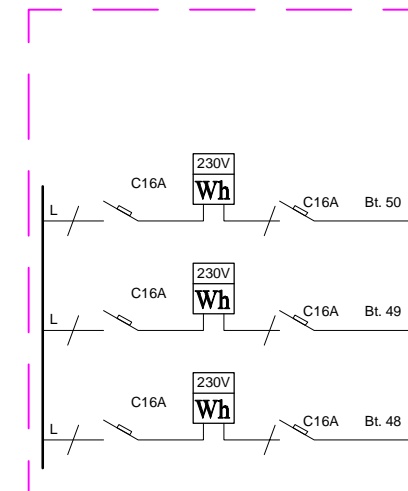 230V
C16A Wh
L C16A Bt. 50
230V
C16A Wh
L C16A Bt. 49
230V
C16A Wh
L C16A Bt. 48